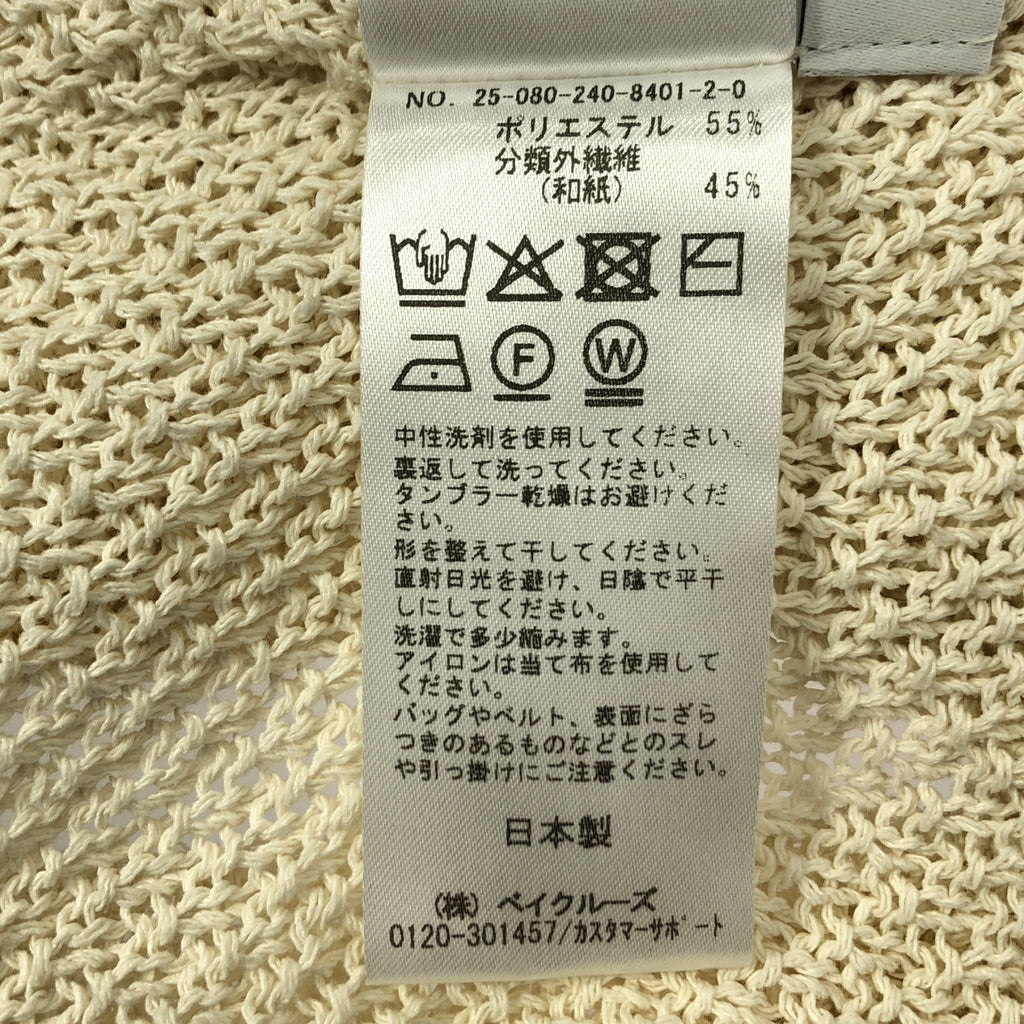 NO. 25-080-240-8401-2-0
ポリエステル 55%
分類外繊維
(和紙) 45%
F W
中性洗剤を使用してください。
裏返して洗ってください。
タンブラー乾燥はお避けくだ
さい。
形を整えて干してください。
直射日光を避け、日陰で平干
しにしてください。
洗濯で多少縮みます。
アイロンは当て布を使用して
ください。
バッグやベルト、表面にざら
つきのあるものなどとのスレ
や引っ掛けにご注意ください。
日本製
(株) ベイクルーズ
0120-301457/カスタマーサポート